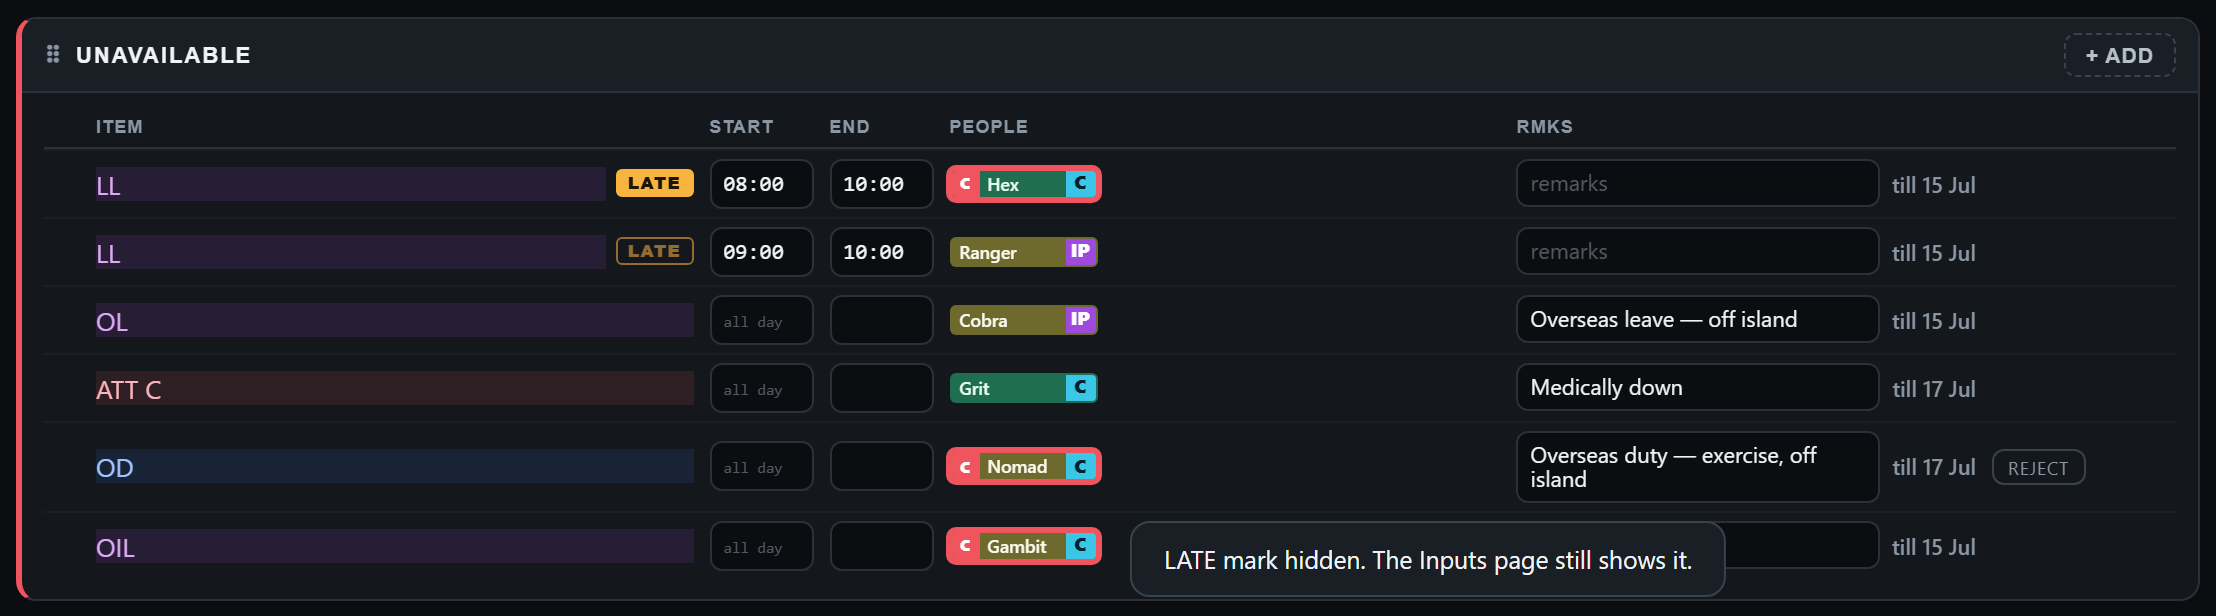 UNAVAILABLE
+ ADD
ITEM START END PEOPLE RMKS
LL LATE 08:00 10:00 C Hex C remarks till 15 Jul
LL LATE 09:00 10:00 Ranger IP remarks till 15 Jul
OL all day Cobra IP Overseas leave — off island till 15 Jul
ATT C all day Grit C Medically down till 17 Jul
OD all day C Nomad C Overseas duty — exercise, off island till 17 Jul REJECT
OIL all day C Gambit C till 15 Jul
LATE mark hidden. The Inputs page still shows it.